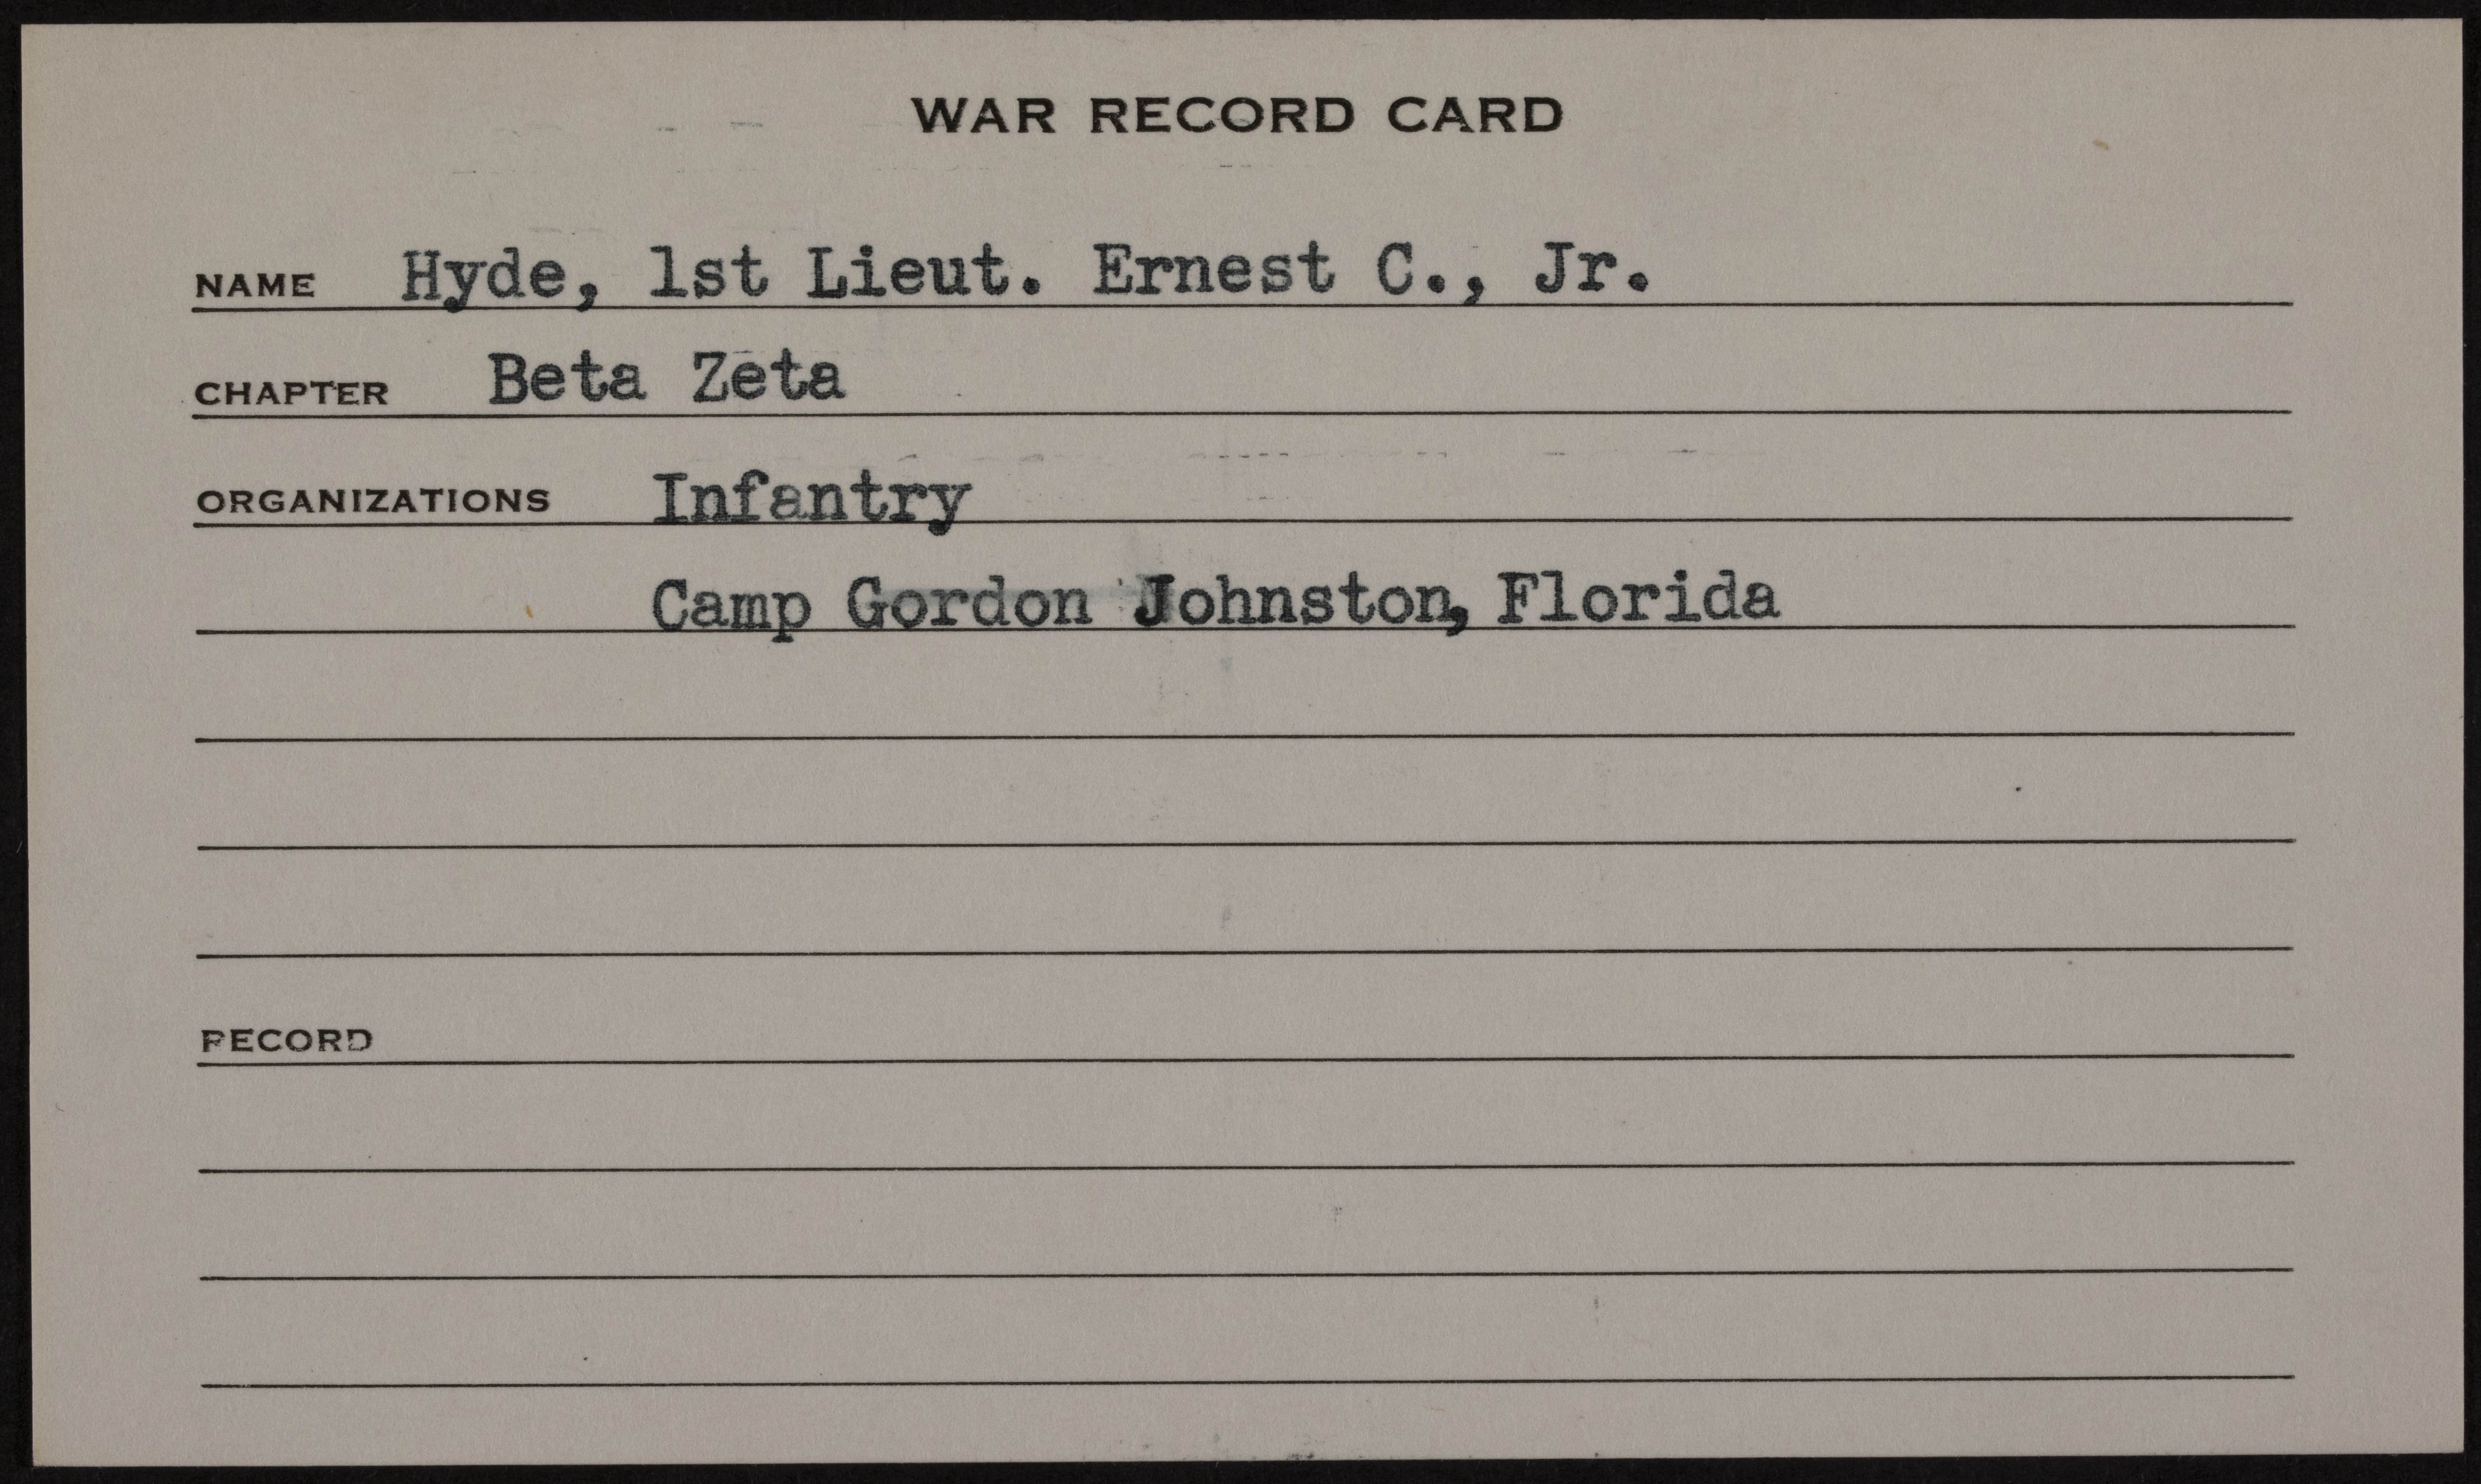 WAR RECORD CARD
NAME Hyde, 1st Lieut. Ernest C., Jr.
CHAPTER Beta Zeta
ORGANIZATIONS Infantry
Camp Gordon Johnston, Florida
RECORD